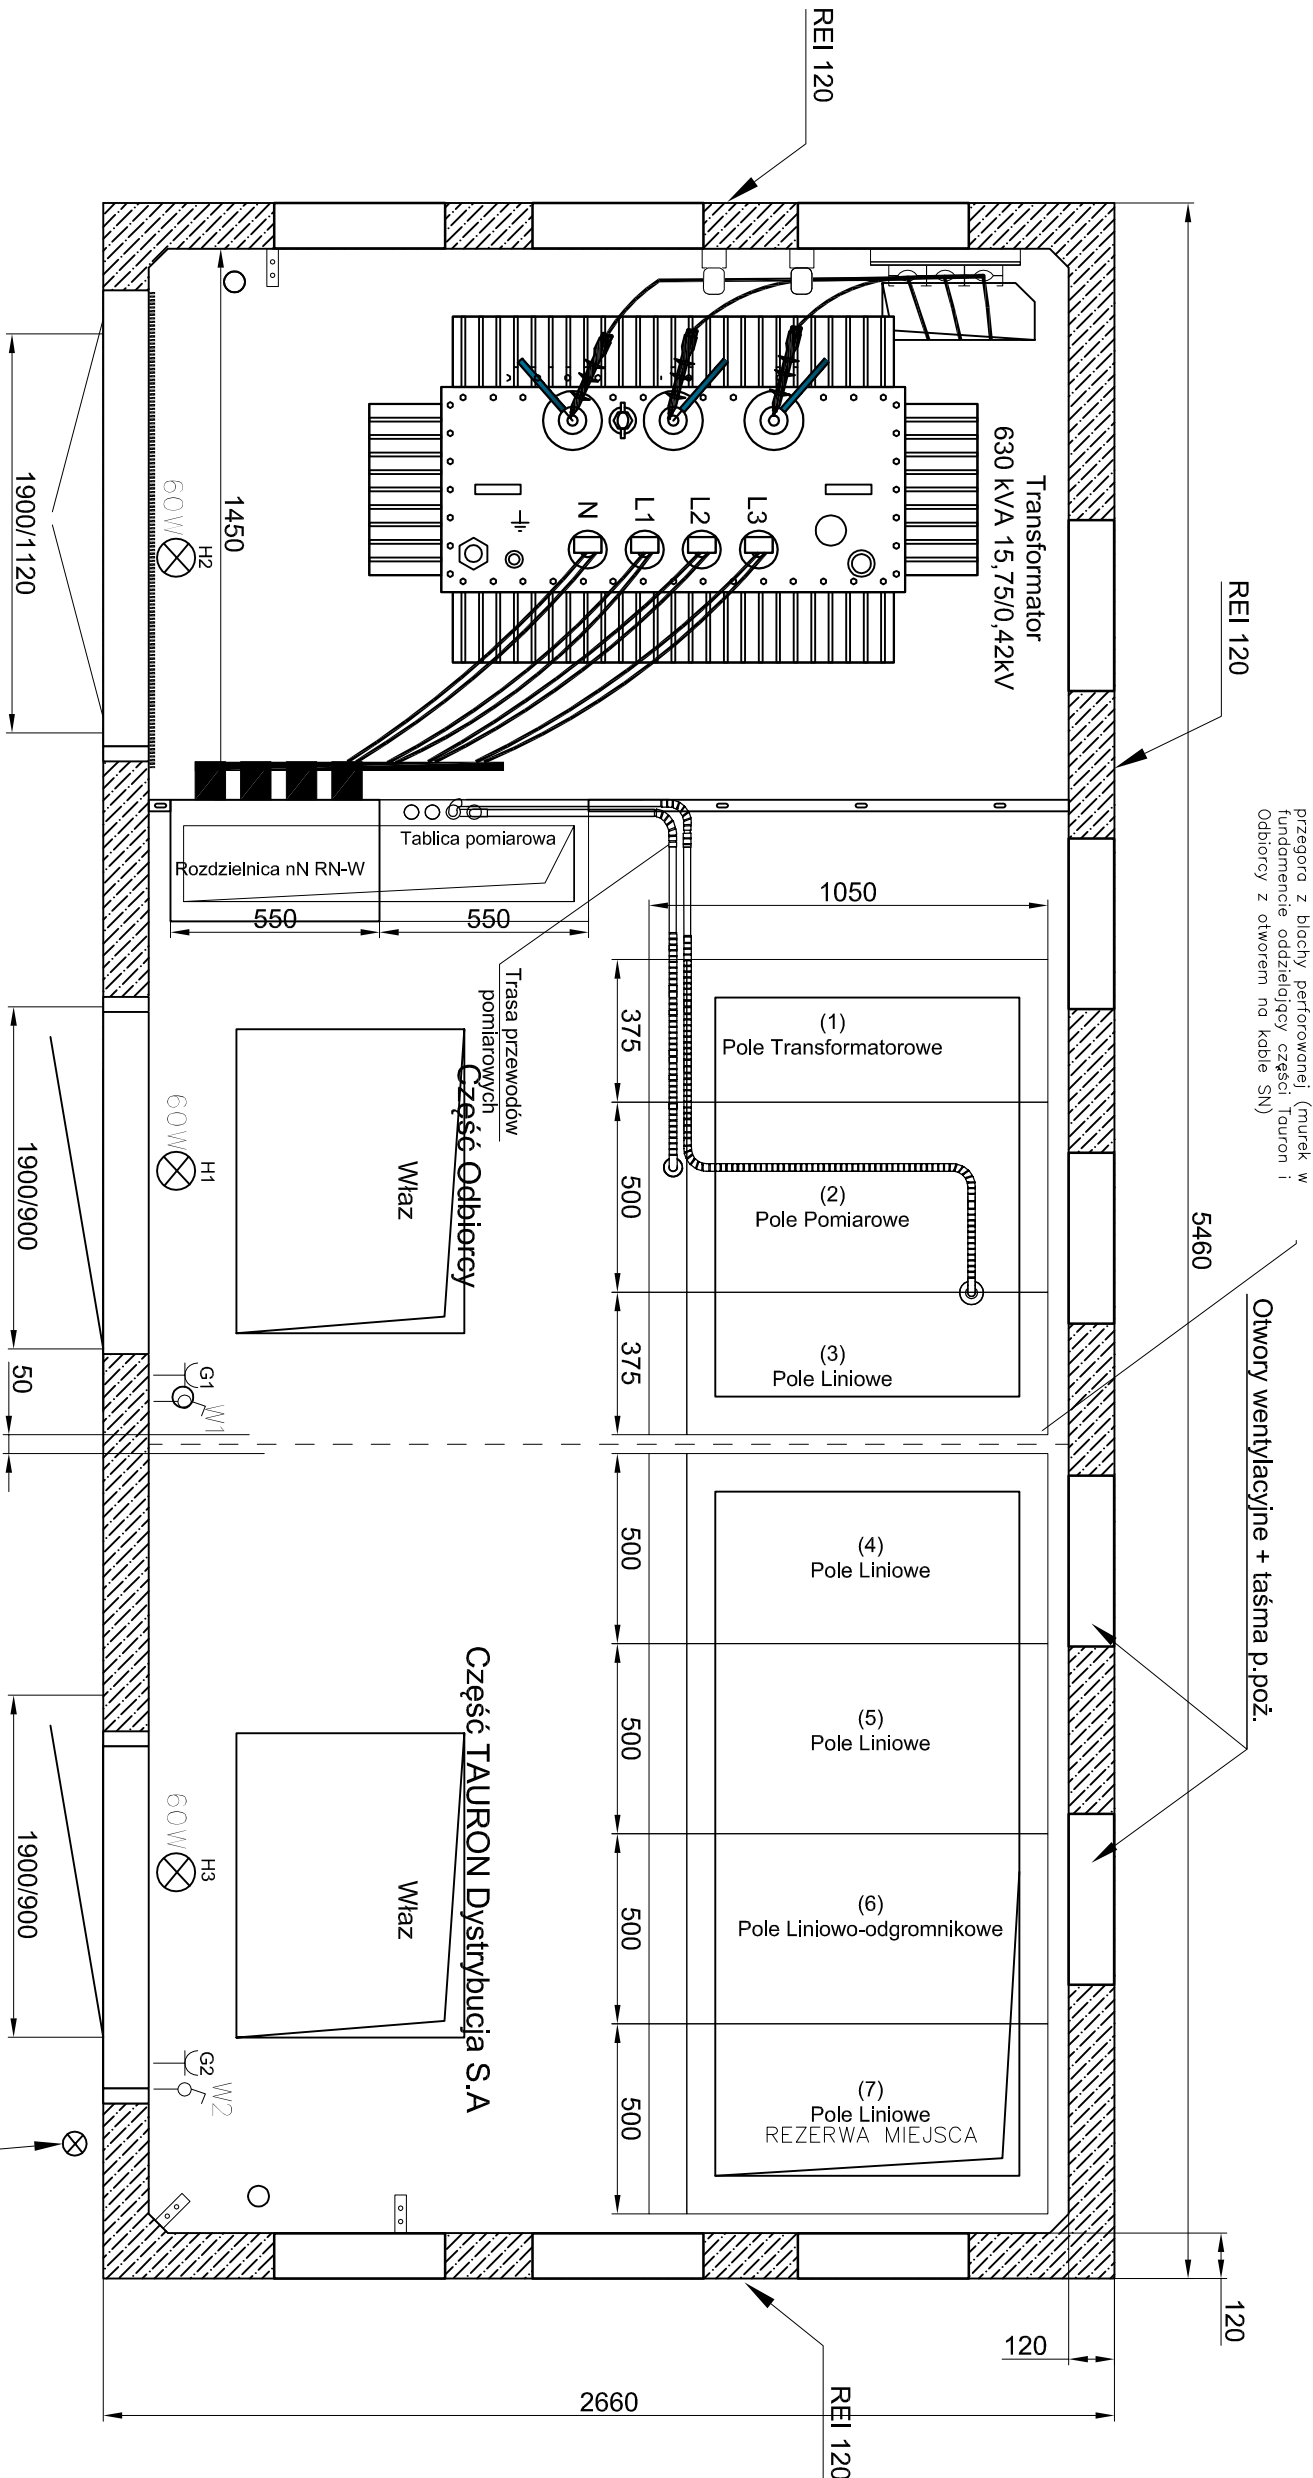 REI 120
REI 120
przegora z blachy perforowanej (murek w
fundamencie oddzielający części Tauron i
Odbiorcy z otworem na kable SN)
5460
Otwory wentylacyjne + taśma p.poż.
120
120
2660
REI 120
Transformator
630 kVA 15,75/0,42kV
L3
L2
L1
N
1450
H2
60W
1900/1120
Tablica pomiarowa
Rozdzielnica nN RN-W
550
550
Trasa przewodów
pomiarowych
1050
375
500
375
(1)
Pole Transformatorowe
(2)
Pole Pomiarowe
(3)
Pole Liniowe
Część Odbiorcy
Właz
H1
60W
1900/900
G1
W1
50
500
500
500
500
(4)
Pole Liniowe
(5)
Pole Liniowe
(6)
Pole Liniowo-odgromnikowe
(7)
Pole Liniowe
REZERWA MIEJSCA
Część TAURON Dystrybucja S.A
Właz
H3
60W
1900/900
G2
W2